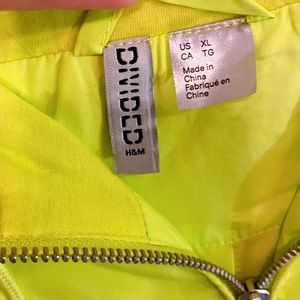 DIVIDED
H&M
US XL
CA TG
Made in
China
Fabriqué en
Chine